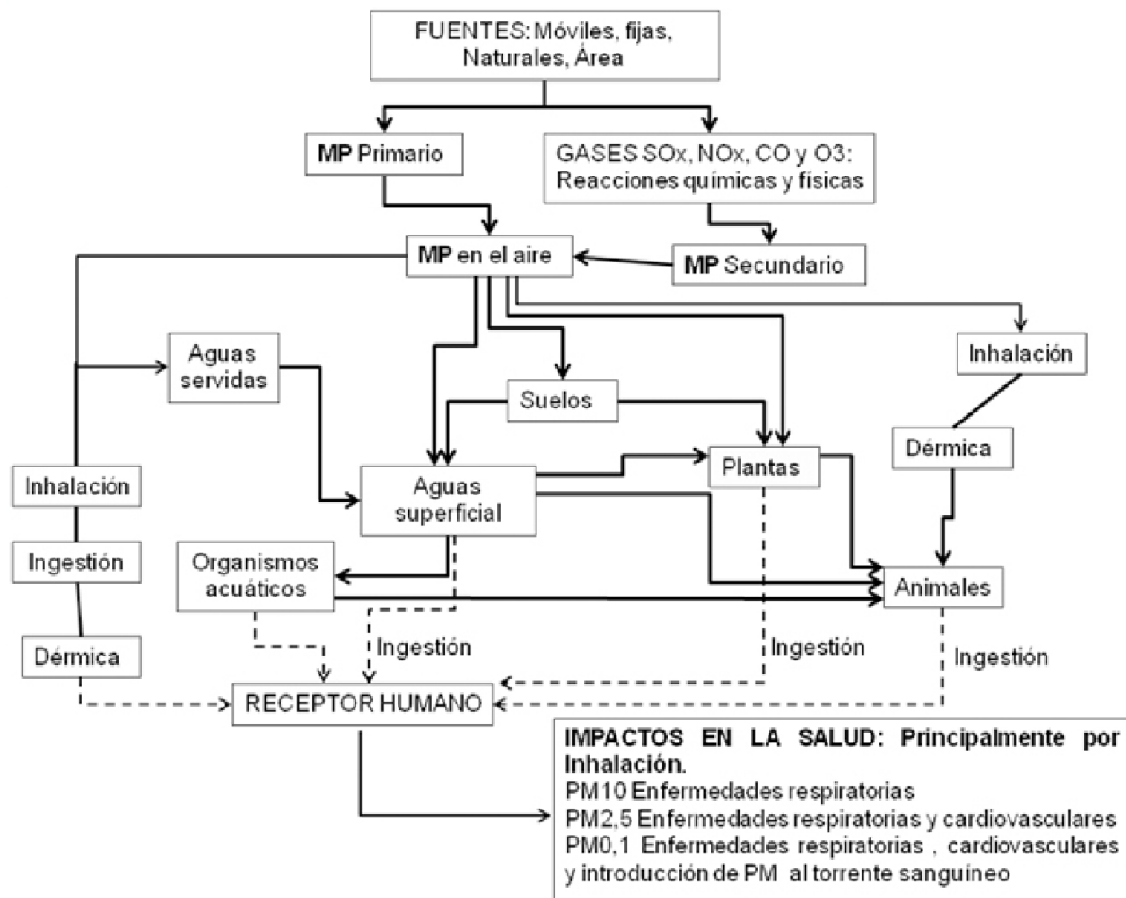 FUENTES: Móviles, fijas,
Naturales, Área
MP Primario
GASES SOx, NOx, CO y O3:
Reacciones químicas y físicas
MP en el aire
MP Secundario
Aguas
servidas
Inhalación
Suelos
Dérmica
Plantas
Inhalación
Aguas
superficial
Ingestión
Organismos
acuáticos
Animales
Dérmica
Ingestión
Ingestión
Ingestión
RECEPTOR HUMANO
IMPACTOS EN LA SALUD: Principalmente por
Inhalación.
PM10 Enfermedades respiratorias
PM2,5 Enfermedades respiratorias y cardiovasculares
PM0,1 Enfermedades respiratorias , cardiovasculares
y introducción de PM al torrente sanguíneo